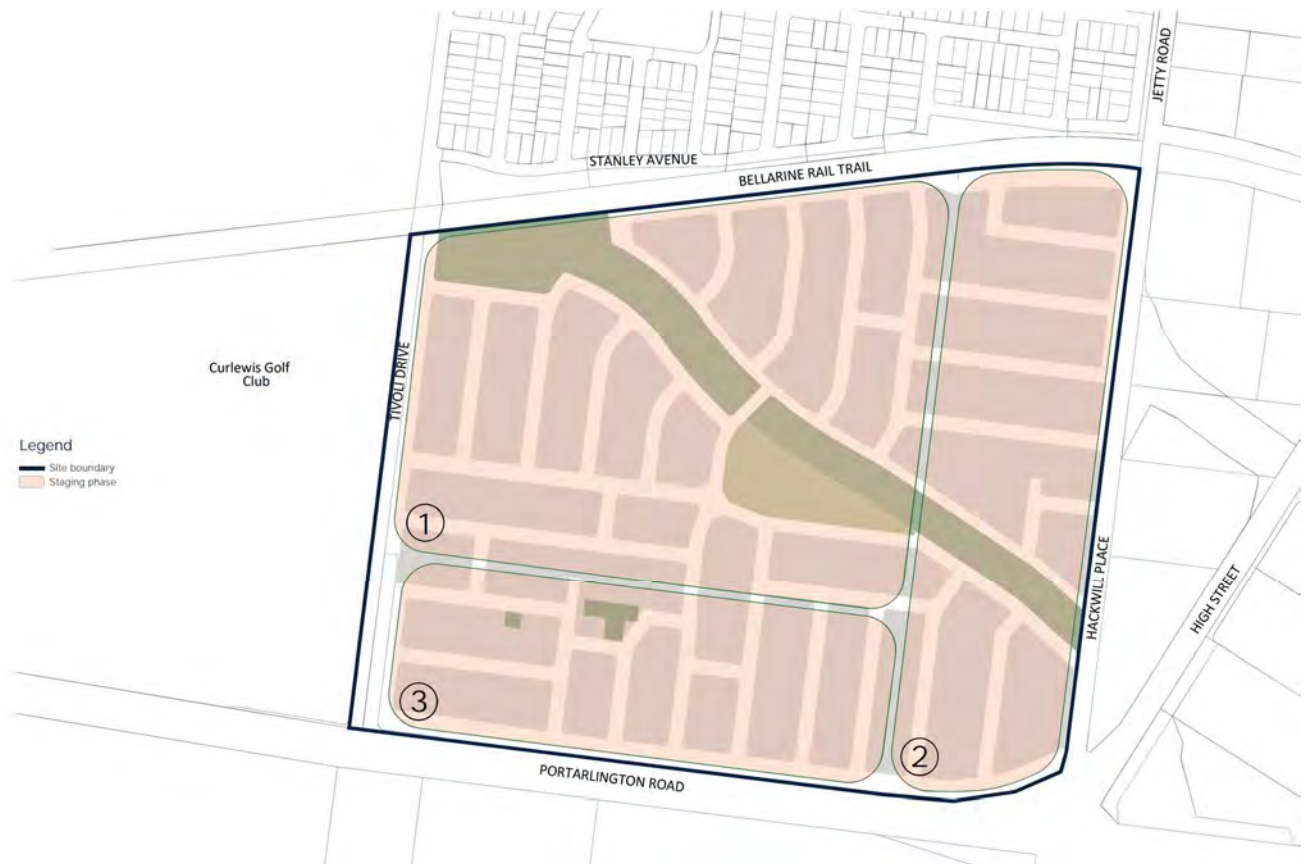 JETTY ROAD
STANLEY AVENUE
BELLARINE RAIL TRAIL
Curlewis Golf
Club
TIVOLI DRIVE
Legend
Site boundary
Staging phase
1
HACKWILL PLACE
HIGH STREET
3
2
PORTARLINGTON ROAD